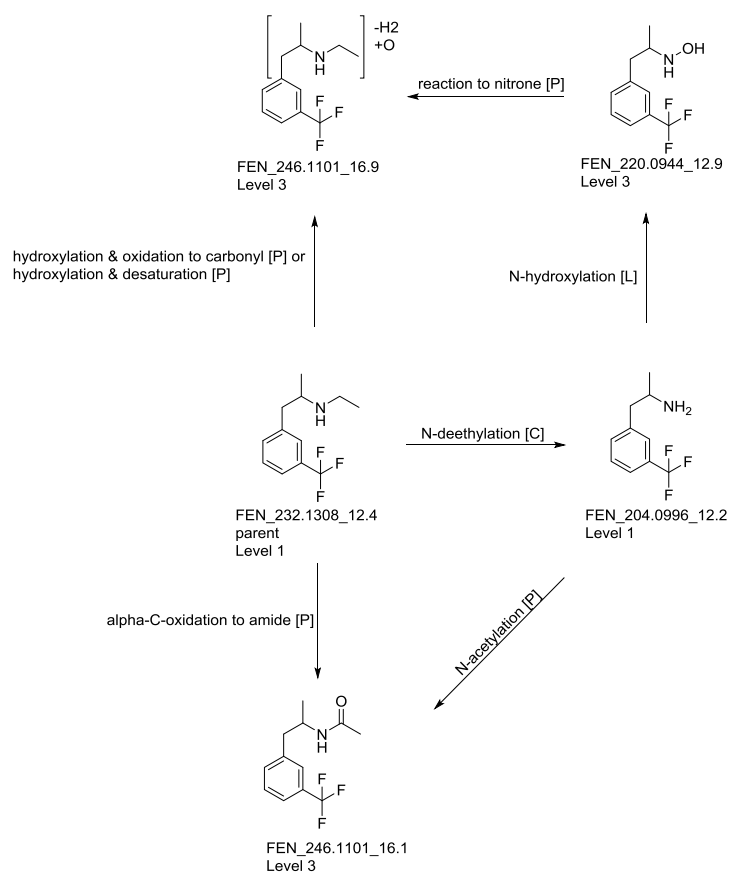 -H2
+O
N
H
F
F
F
FEN_246.1101_16.9
Level 3
reaction to nitrone [P]
OH
N
H
F
F
F
FEN_220.0944_12.9
Level 3
hydroxylation & oxidation to carbonyl [P] or
hydroxylation & desaturation [P]
N-hydroxylation [L]
N
H
F
F
F
FEN_232.1308_12.4
parent
Level 1
N-deethylation [C]
NH2
F
F
F
FEN_204.0996_12.2
Level 1
alpha-C-oxidation to amide [P]
N-acetylation [P]
O
N
H
F
F
F
FEN_246.1101_16.1
Level 3